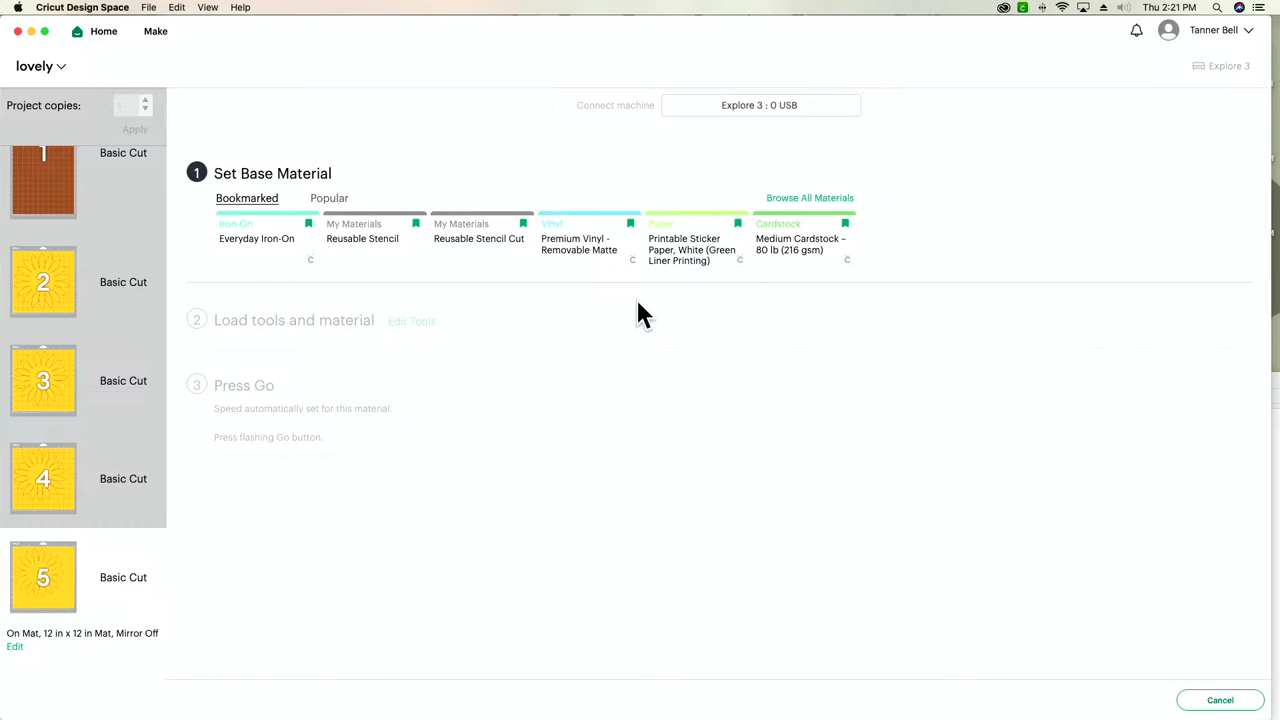 Cricut Design Space File Edit View Help Thu 2:21 PM
Home Make Tanner Bell
lovely Explore 3
Project copies:
Apply
Connect machine Explore 3 : 0 USB
1 Basic Cut
2 Basic Cut
3 Basic Cut
4 Basic Cut
5 Basic Cut
On Mat, 12 in x 12 in Mat, Mirror Off
Edit
1 Set Base Material
Bookmarked Popular Browse All Materials
Iron-On
Everyday Iron-On
C
My Materials
Reusable Stencil
My Materials
Reusable Stencil Cut
Vinyl
Premium Vinyl -
Removable Matte
C
Paper
Printable Sticker
Paper, White (Green
Liner Printing)
C
Cardstock
Medium Cardstock –
80 lb (216 gsm)
C
2 Load tools and material Edit Tools
3 Press Go
Speed automatically set for this material.
Press flashing Go button.
Cancel